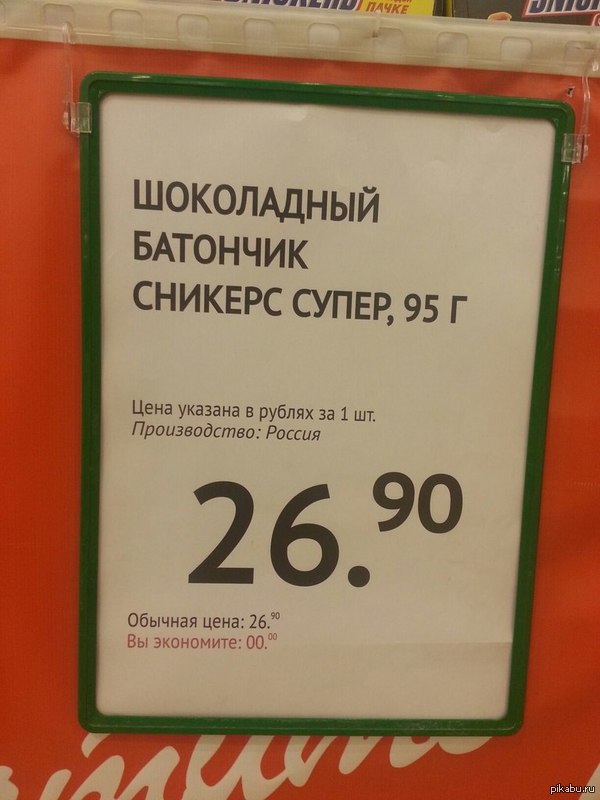 ПАЧКЕ
ШОКОЛАДНЫЙ
БАТОНЧИК
СНИКЕРС СУПЕР, 95 Г
Цена указана в рублях за 1 шт.
Производство: Россия
26.90
Обычная цена: 26.90
Вы экономите: 00.00
pikabu.ru